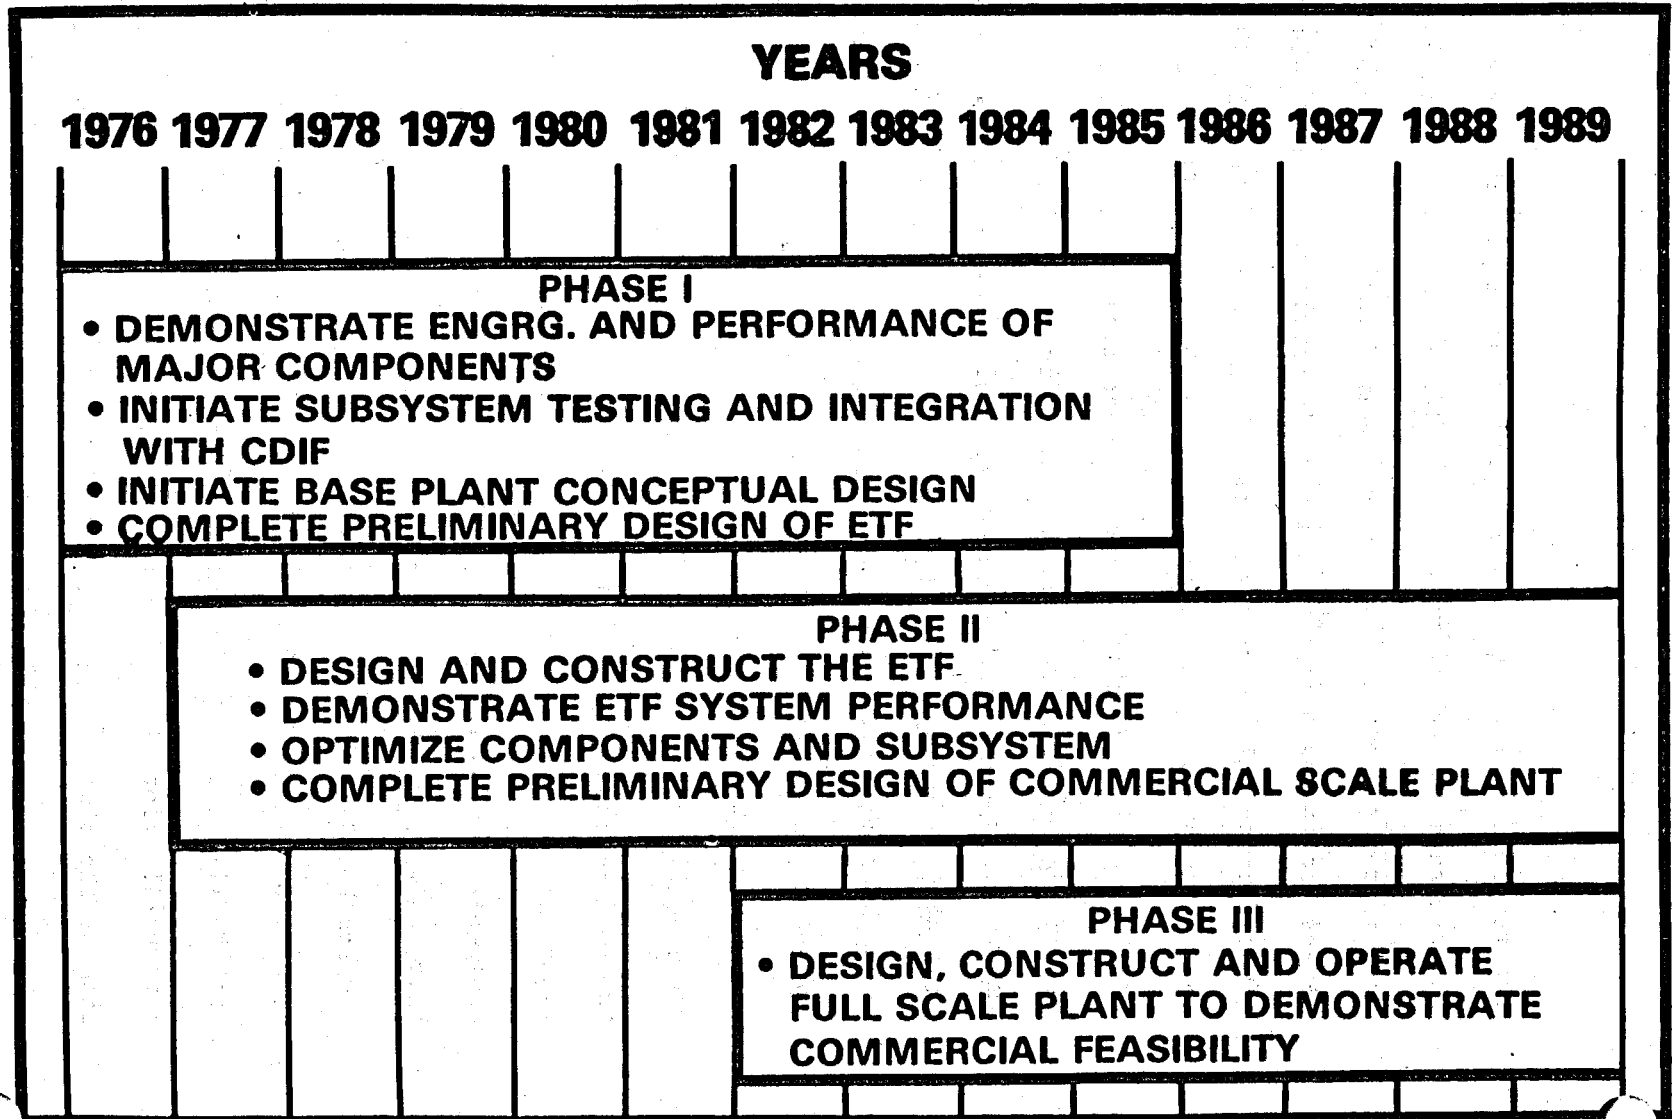 YEARS
1976 1977 1978 1979 1980 1981 1982 1983 1984 1985 1986 1987 1988 1989
PHASE I
• DEMONSTRATE ENGRG. AND PERFORMANCE OF
MAJOR COMPONENTS
• INITIATE SUBSYSTEM TESTING AND INTEGRATION
WITH CDIF
• INITIATE BASE PLANT CONCEPTUAL DESIGN
• COMPLETE PRELIMINARY DESIGN OF ETF
PHASE II
• DESIGN AND CONSTRUCT THE ETF
• DEMONSTRATE ETF SYSTEM PERFORMANCE
• OPTIMIZE COMPONENTS AND SUBSYSTEM
• COMPLETE PRELIMINARY DESIGN OF COMMERCIAL SCALE PLANT
PHASE III
• DESIGN, CONSTRUCT AND OPERATE
FULL SCALE PLANT TO DEMONSTRATE
COMMERCIAL FEASIBILITY